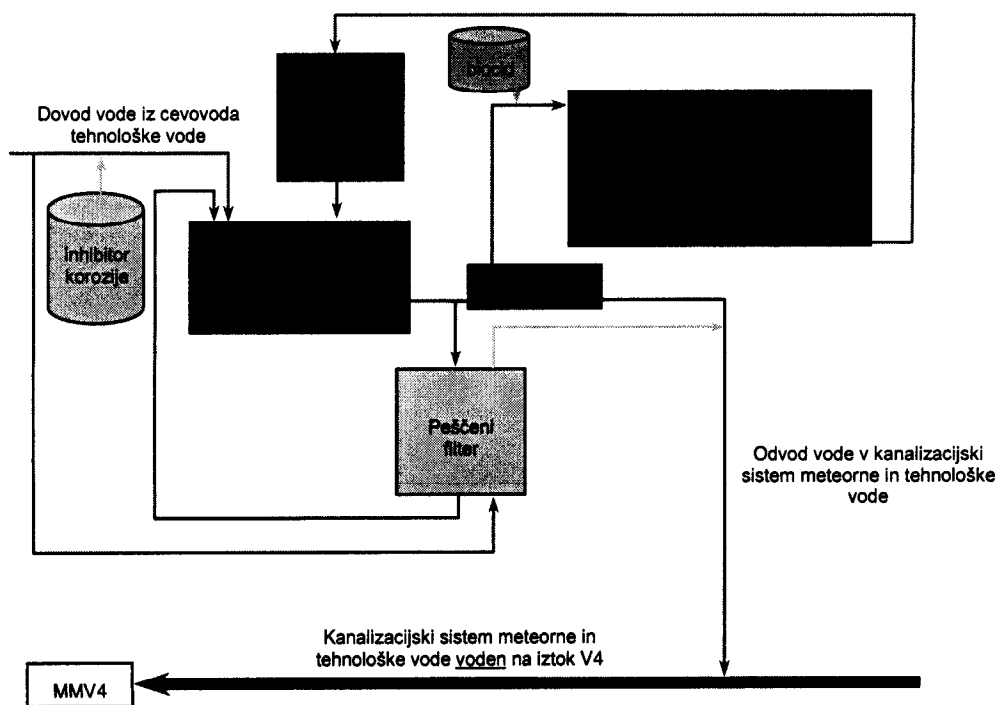 biocid
Dovod vode iz cevovoda
tehnološke vode
Inhibitor
korozije
Peščeni
filter
Odvod vode v kanalizacijski
sistem meteorne in tehnološke
vode
Kanalizacijski sistem meteorne in
tehnološke vode voden na iztok V4
MMV4